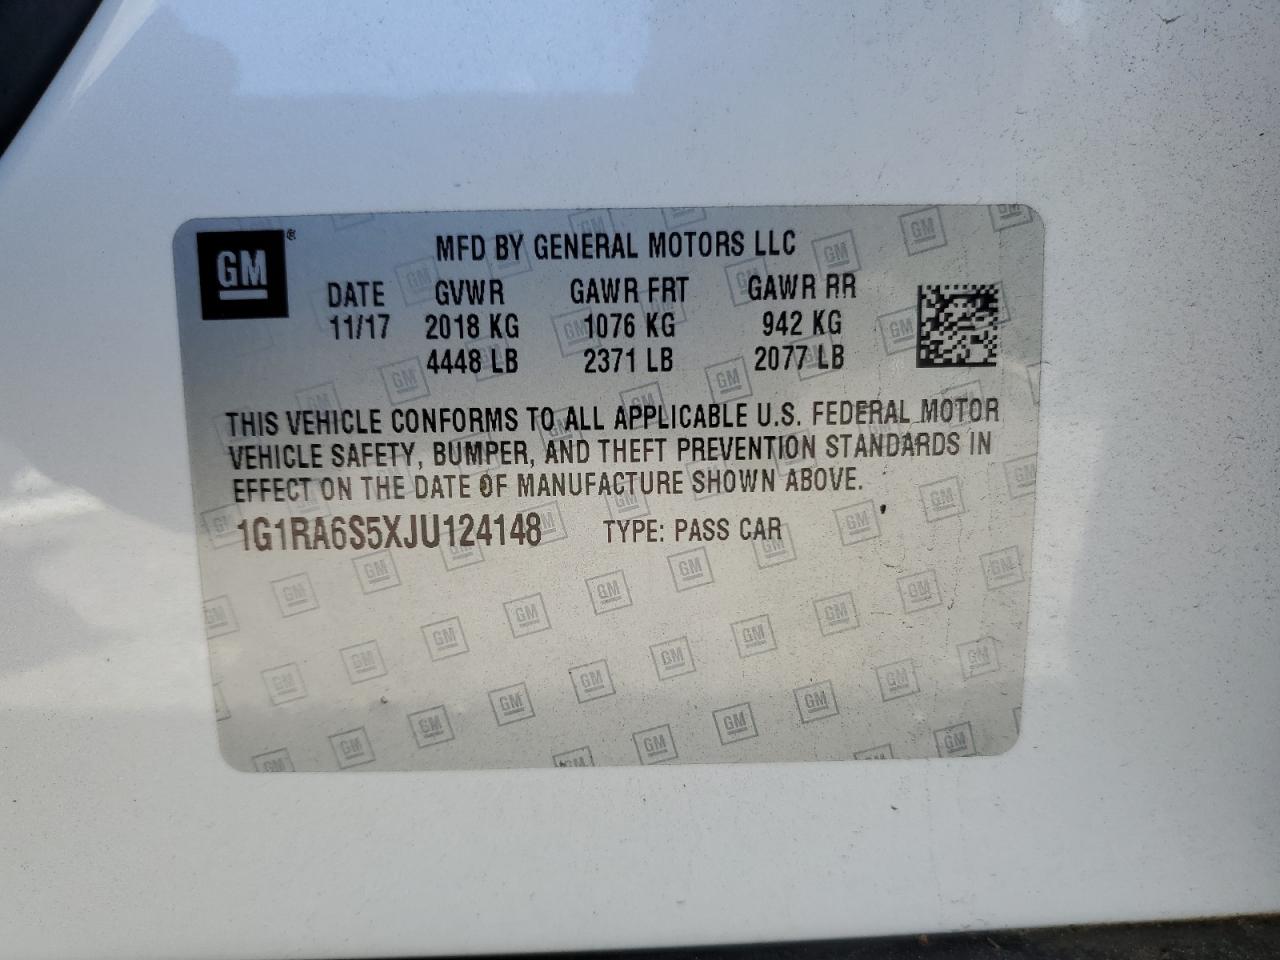 GM®
MFD BY GENERAL MOTORS LLC
DATE GVWR GAWR FRT GAWR RR
11/17 2018 KG 1076 KG 942 KG
4448 LB 2371 LB 2077 LB
THIS VEHICLE CONFORMS TO ALL APPLICABLE U.S. FEDERAL MOTOR
VEHICLE SAFETY, BUMPER, AND THEFT PREVENTION STANDARDS IN
EFFECT ON THE DATE OF MANUFACTURE SHOWN ABOVE.
1G1RA6S5XJU124148 TYPE: PASS CAR